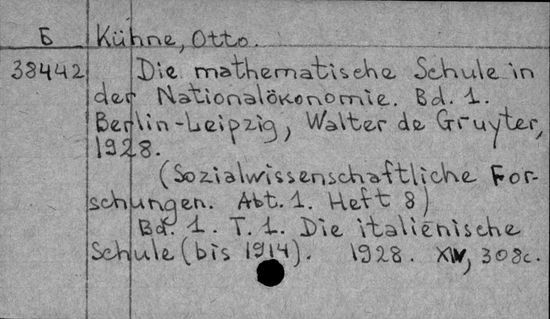 Б Kühne, Otto.
38442 Die mathematische Schule in
der Nationalökonomie. Bd. 1.
Berlin-Leipzig, Walter de Gruyter,
1928.
(Sozialwissenschaftliche For-
schungen. Abt. 1. Heft 8)
Bd. 1. T. 1. Die italienische
Schule (bis 1914). 1928. XIV, 308c.